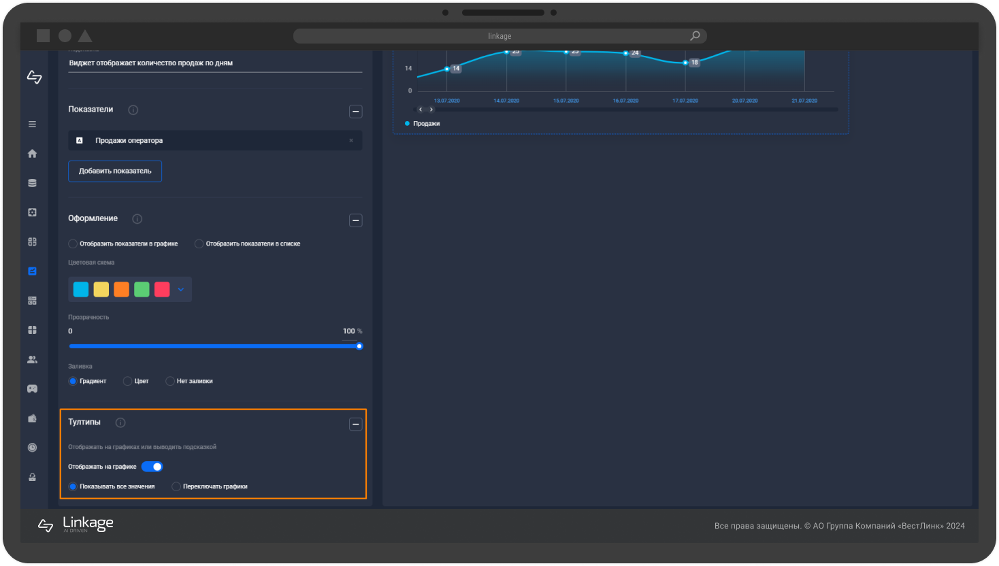 linkage
Виджет отображает количество продаж по дням
Показатели
A
Продажи оператора
Добавить показатель
Оформление
Отобразить показатели в графике
Отобразить показатели в списке
Цветовая схема
Прозрачность
0
100 %
Заливка
Градиент
Цвет
Нет заливки
Тултипы
Отображать на графиках или выводить подсказкой
Отображать на графике
Показывать все значения
Переключать графики
25
25
24
14
14
18
0
13.07.2020
14.07.2020
15.07.2020
16.07.2020
17.07.2020
20.07.2020
21.07.2020
Продажи
Linkage
AI DRIVEN
Все права защищены. © АО Группа Компаний «ВестЛинк» 2024